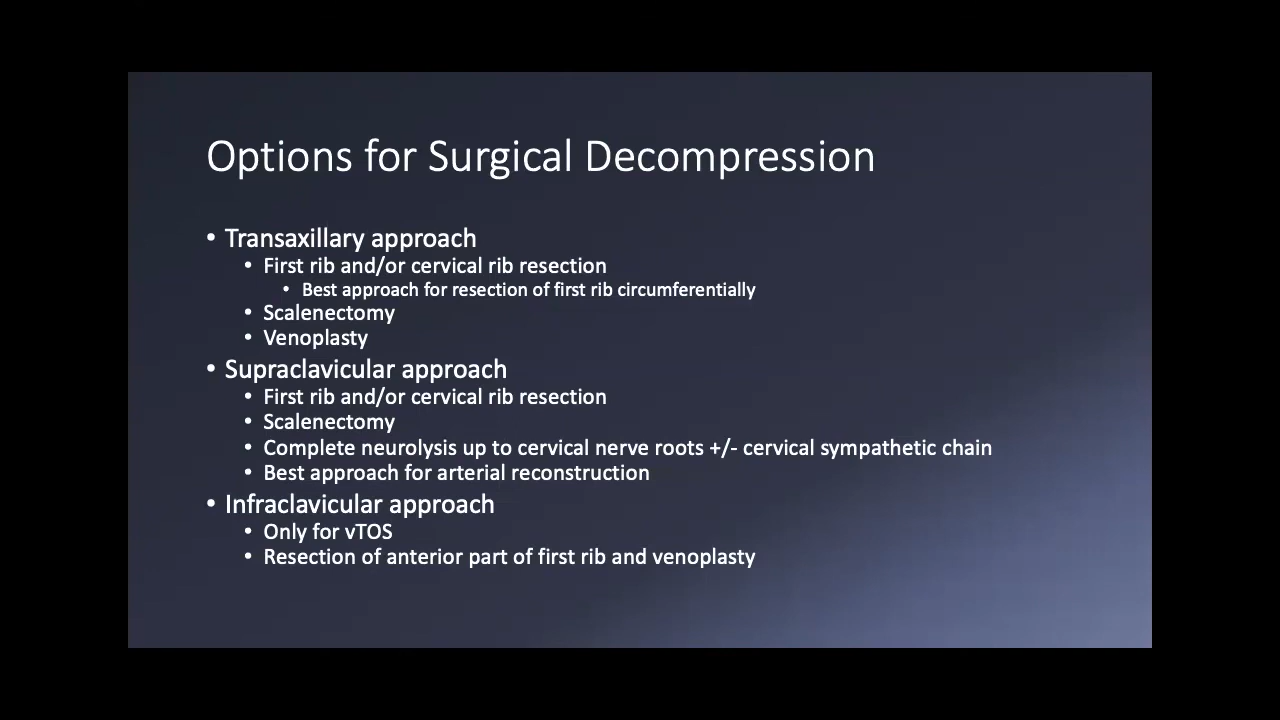 Options for Surgical Decompression
• Transaxillary approach
• First rib and/or cervical rib resection
• Best approach for resection of first rib circumferentially
• Scalenectomy
• Venoplasty
• Supraclavicular approach
• First rib and/or cervical rib resection
• Scalenectomy
• Complete neurolysis up to cervical nerve roots +/- cervical sympathetic chain
• Best approach for arterial reconstruction
• Infraclavicular approach
• Only for vTOS
• Resection of anterior part of first rib and venoplasty